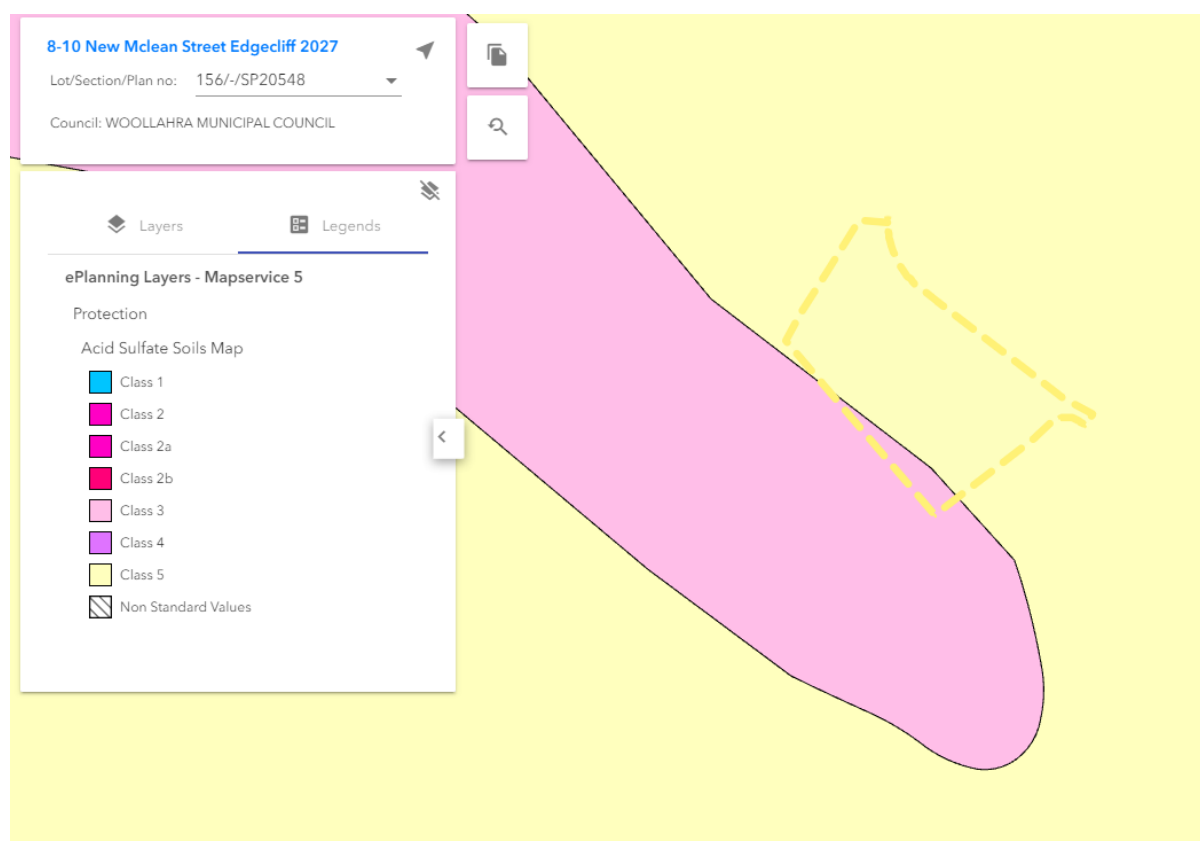 8-10 New Mclean Street Edgecliff 2027
Lot/Section/Plan no: 156/-/SP20548
Council: WOOLLAHRA MUNICIPAL COUNCIL
Layers Legends
ePlanning Layers - Mapservice 5
Protection
Acid Sulfate Soils Map
Class 1
Class 2
Class 2a
Class 2b
Class 3
Class 4
Class 5
Non Standard Values